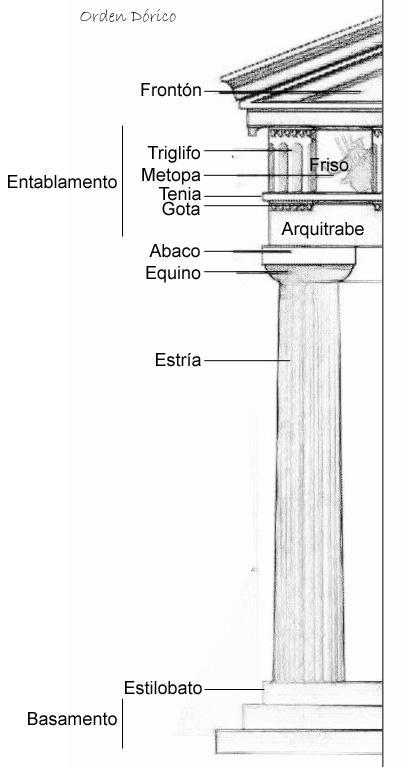 Orden Dórico
Frontón
Triglifo
Friso
Metopa
Entablamento
Tenia
Gota
Arquitrabe
Abaco
Equino
Estría
Estilobato
Basamento